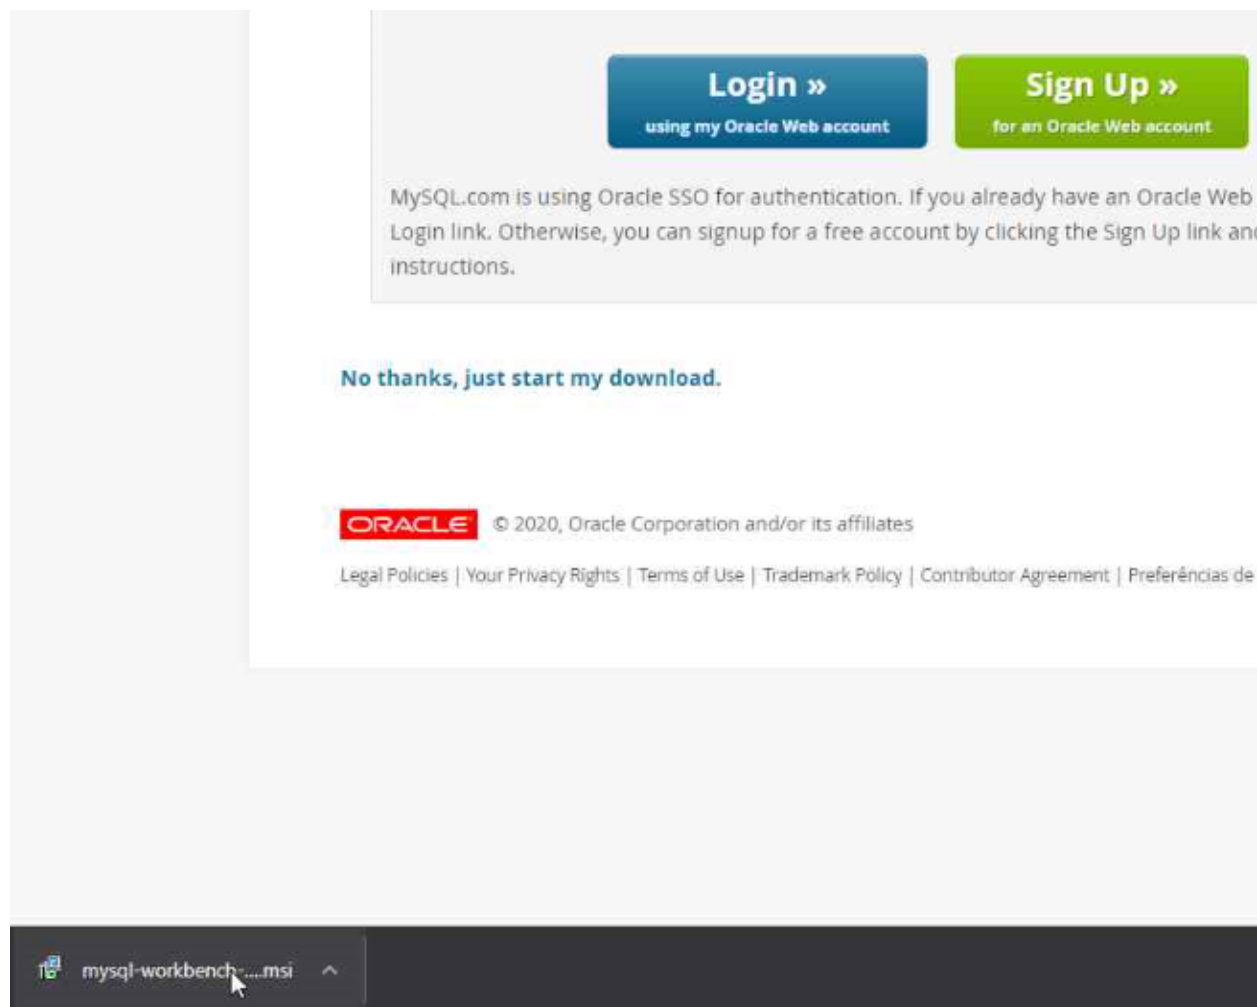 Login »
using my Oracle Web account
Sign Up »
for an Oracle Web account
MySQL.com is using Oracle SSO for authentication. If you already have an Oracle Web
Login link. Otherwise, you can signup for a free account by clicking the Sign Up link and
instructions.
No thanks, just start my download.
ORACLE © 2020, Oracle Corporation and/or its affiliates
Legal Policies | Your Privacy Rights | Terms of Use | Trademark Policy | Contributor Agreement | Preferências de
mysql-workbench-....msi